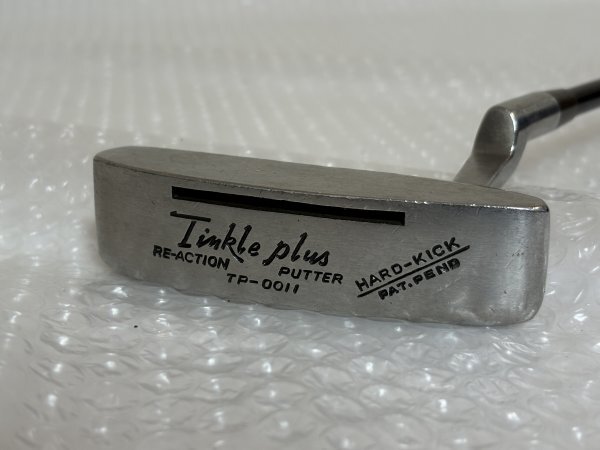 Tinkle plus
RE-ACTION PUTTER
TP-0011
HARD-KICK
PAT.PEND